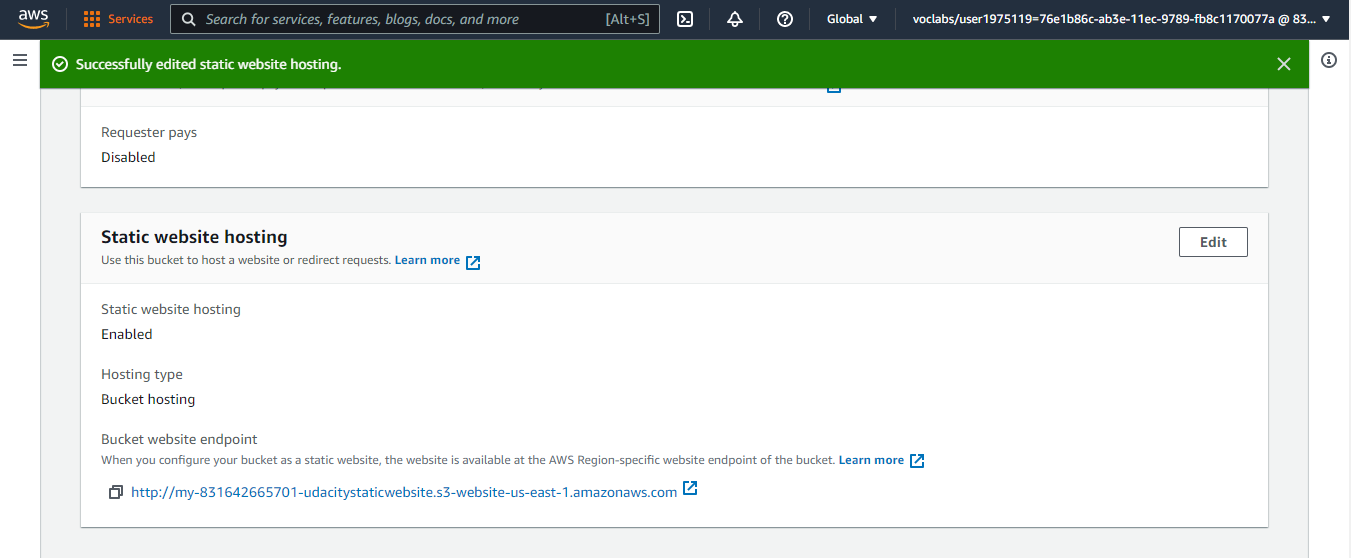 aws
Services
Search for services, features, blogs, docs, and more
[Alt+S]
Global
voclabs/user1975119=76e1b86c-ab3e-11ec-9789-fb8c1170077a @ 83...
Successfully edited static website hosting.
Requester pays
Disabled
Static website hosting
Edit
Use this bucket to host a website or redirect requests. Learn more
Static website hosting
Enabled
Hosting type
Bucket hosting
Bucket website endpoint
When you configure your bucket as a static website, the website is available at the AWS Region-specific website endpoint of the bucket. Learn more
http://my-831642665701-udacitystaticwebsite.s3-website-us-east-1.amazonaws.com